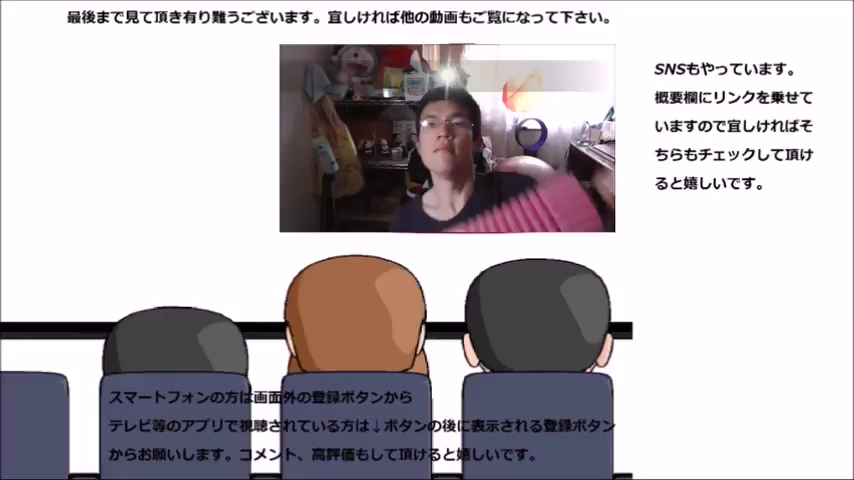 最後まで見て頂き有り難うございます。宜しければ他の動画もご覧になって下さい。
SNSもやっています。
概要欄にリンクを乗せて
いますので宜しければそ
ちらもチェックして頂け
ると嬉しいです。
スマートフォンの方は画面外の登録ボタンから
テレビ等のアプリで視聴されている方は↓ボタンの後に表示される登録ボタン
からお願いします。コメント、高評価もして頂けると嬉しいです。